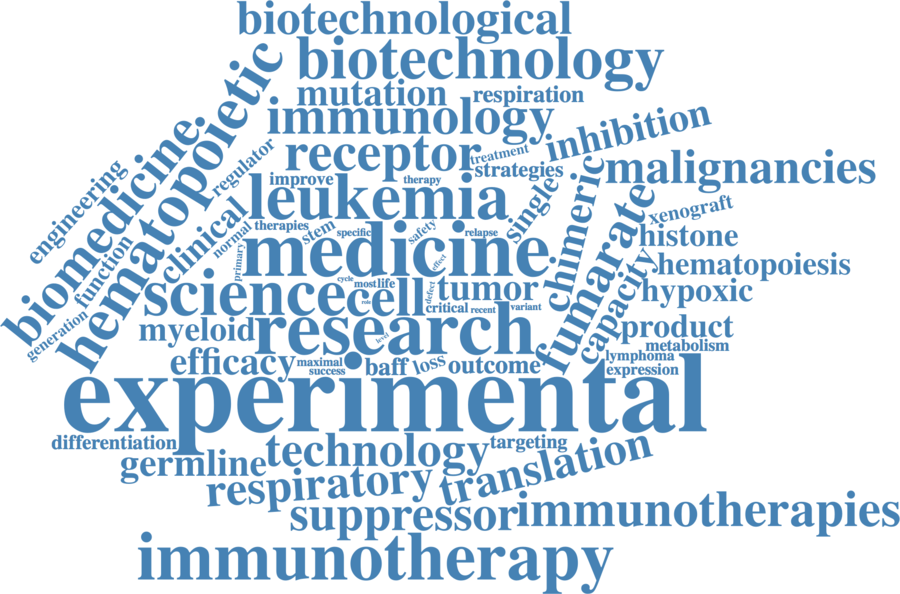 biotechnological
biotechnology
mutation
respiration
immunology
inhibition
receptor
treatment
strategies
malignancies
hematopoietic
biomedicine
engineering
regulator
improve
therapy
leukemia
single
chimeric
xenograft
function
clinical
normal
therapies
stem
specific
safety
relapse
fumarate
histone
primary
medicine
effect
hematopoiesis
capacity
generation
science
cycle
most
life
cell
role
defect
tumor
hypoxic
critical
recent
variant
myeloid
research
level
product
metabolism
lymphoma
expression
efficacy
maximal
success
baff
loss
outcome
experimental
differentiation
technology
targeting
germline
translation
respiratory
suppressor
immunotherapies
immunotherapy